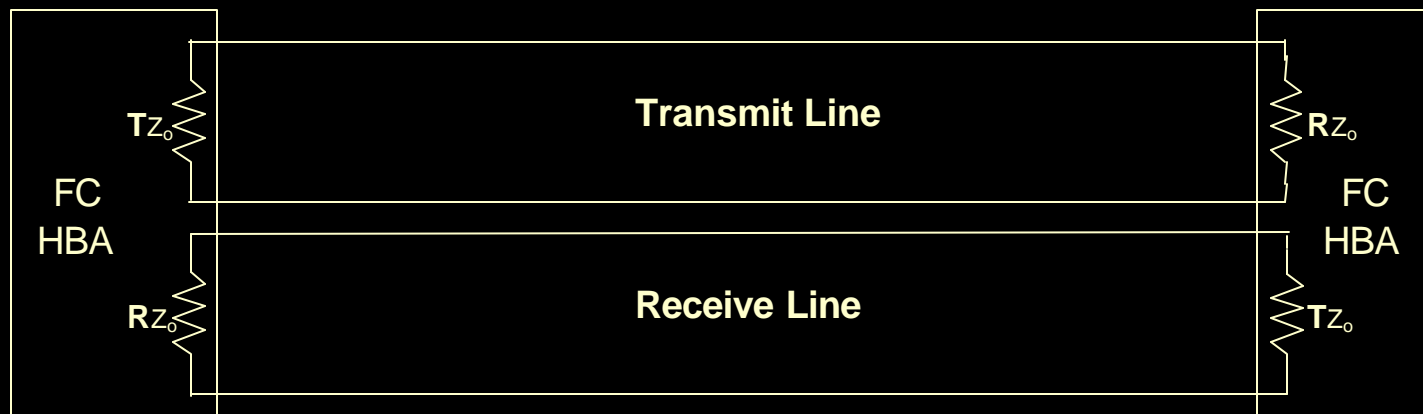 Transmit Line
TZo
RZo
FC
HBA
FC
HBA
RZo
Receive Line
TZo